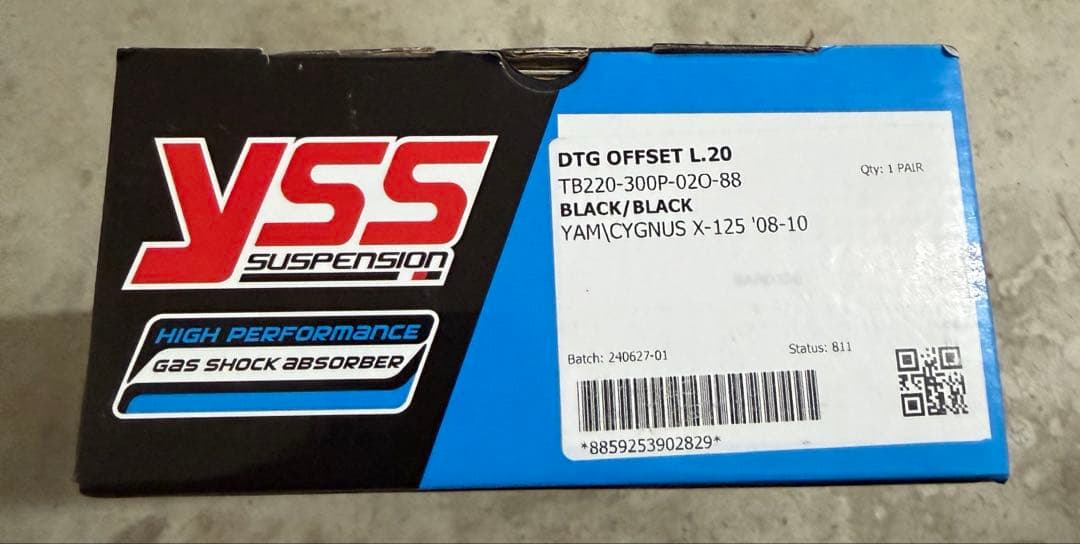 YSS
SUSPENSION
HIGH PERFORMANCE
GAS SHOCK ABSORBER
DTG OFFSET L.20
Qty: 1 PAIR
TB220-300P-02O-88
BLACK/BLACK
YAM\CYGNUS X-125 '08-10
Batch: 240627-01
Status: 811
*8859253902829*